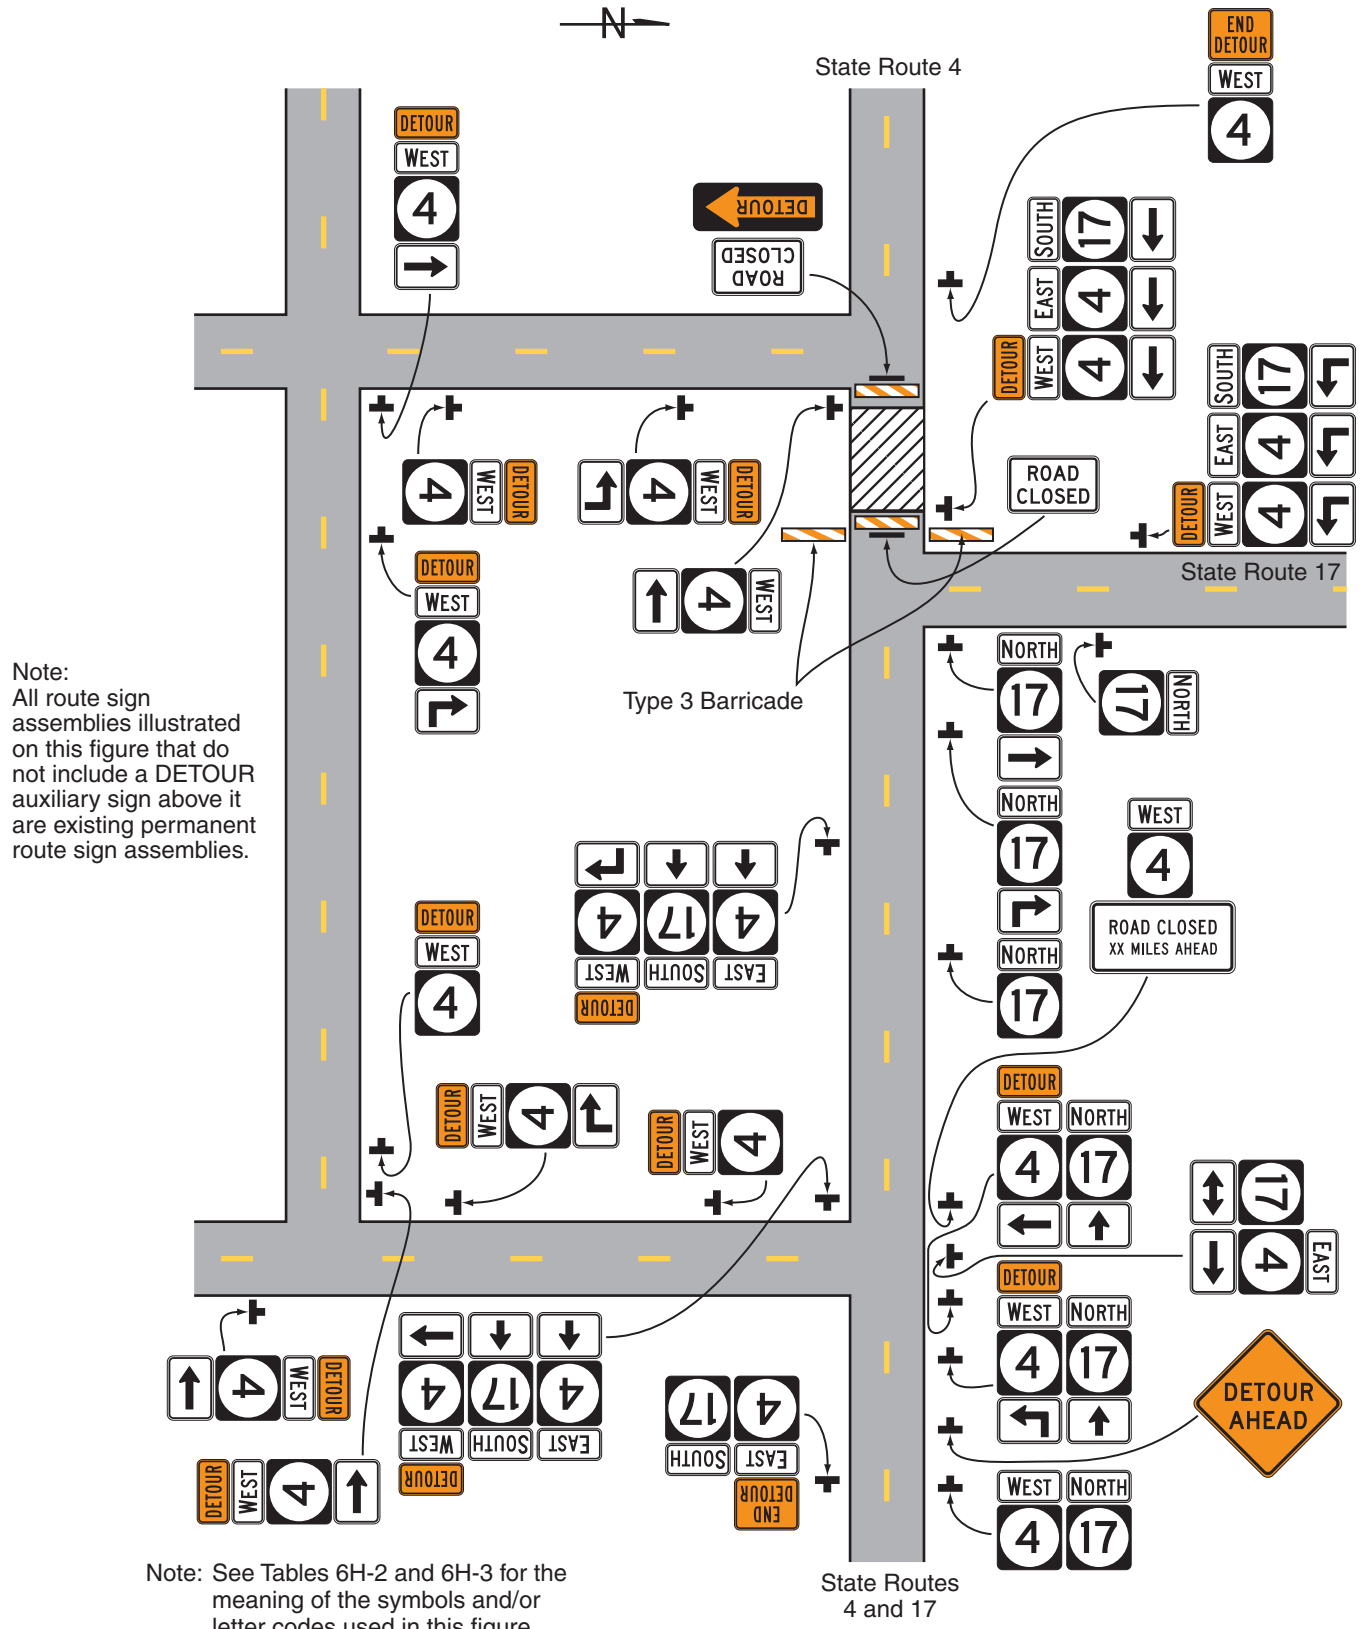 N
State Route 4
END
DETOUR
WEST
4
DETOUR
WEST
4
DETOUR
ROAD
CLOSED
SOUTH
17
EAST
4
DETOUR
WEST
4
SOUTH
17
EAST
4
DETOUR
WEST
4
ROAD
CLOSED
State Route 17
DETOUR
WEST
4
DETOUR
WEST
4
DETOUR
WEST
4
WEST
4
Type 3 Barricade
Note:
All route sign
assemblies illustrated
on this figure that do
not include a DETOUR
auxiliary sign above it
are existing permanent
route sign assemblies.
NORTH
17
NORTH
17
NORTH
17
NORTH
17
WEST
4
ROAD CLOSED
XX MILES AHEAD
EAST
4
SOUTH
17
DETOUR
WEST
4
DETOUR
WEST
4
DETOUR
WEST
4
DETOUR
WEST
4
DETOUR
WEST NORTH
4 17
17
EAST
4
DETOUR
WEST NORTH
4 17
DETOUR
AHEAD
WEST NORTH
4 17
DETOUR
WEST
4
DETOUR
WEST
4
EAST
4
SOUTH
17
DETOUR
WEST
4
END
DETOUR
EAST
4
SOUTH
17
Note: See Tables 6H-2 and 6H-3 for the
meaning of the symbols and/or
letter codes used in this figure
State Routes
4 and 17